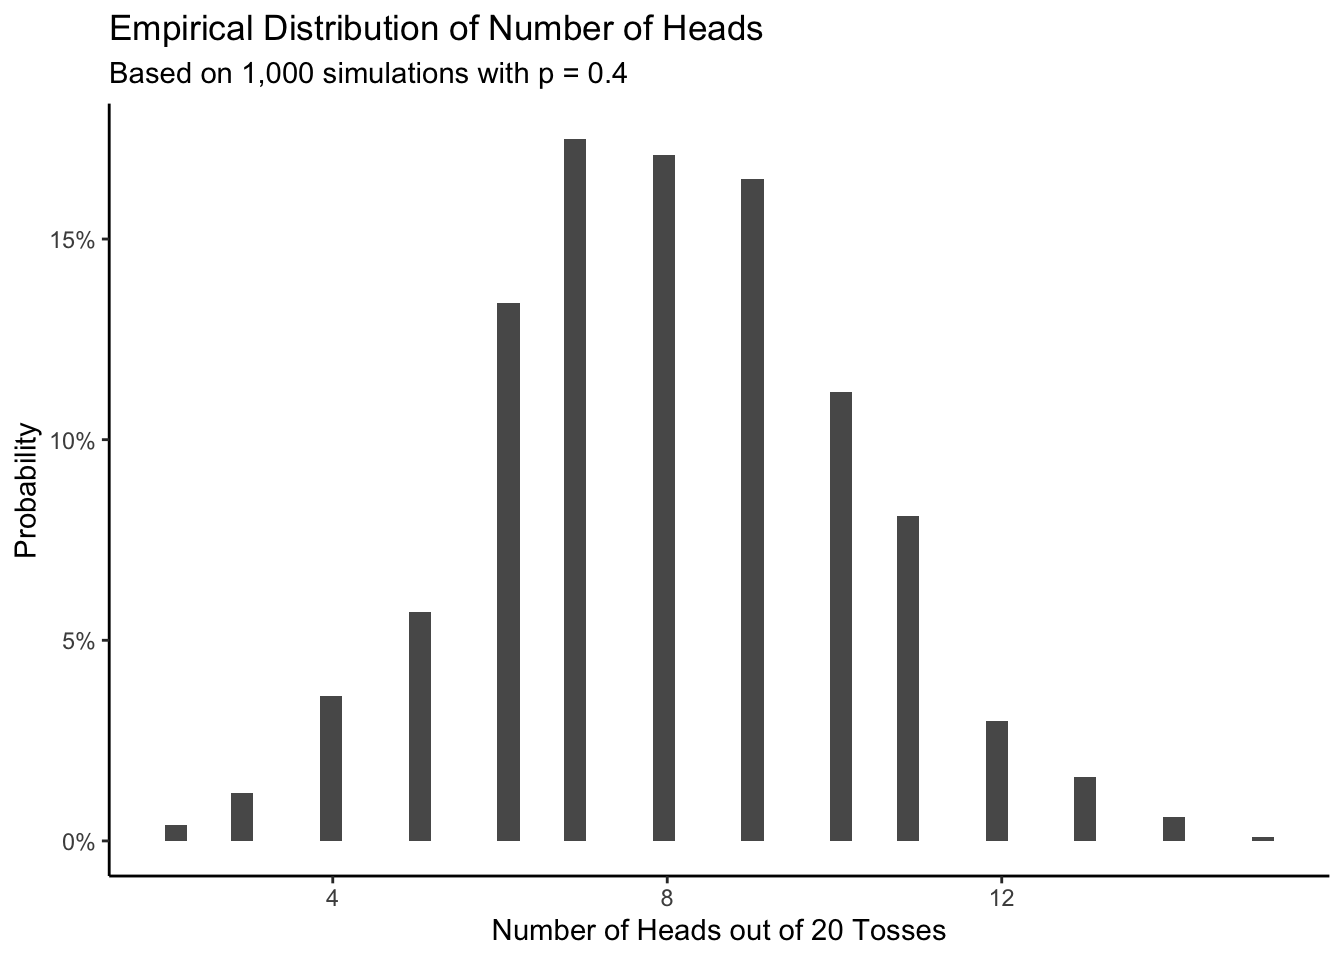 Empirical Distribution of Number of Heads
Based on 1,000 simulations with p = 0.4
Probability
15%
10%
5%
0%
4
8
12
Number of Heads out of 20 Tosses